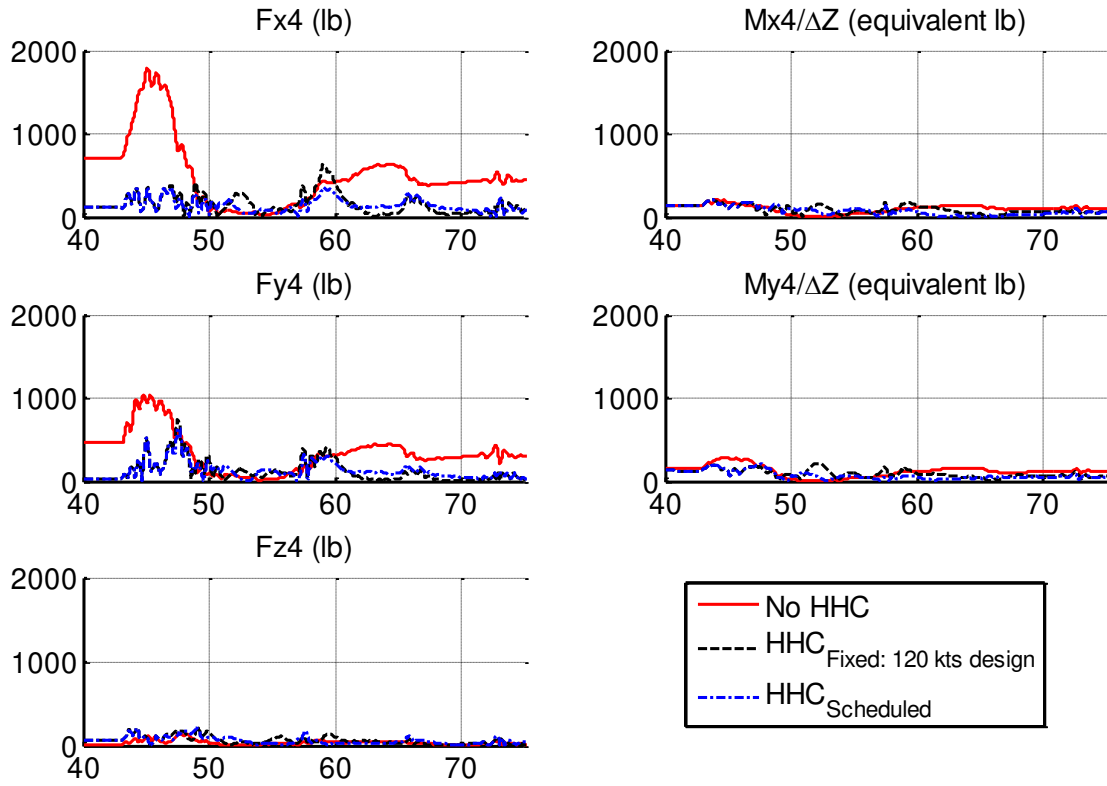 Fx4 (lb)
2000
1000
0
40 50 60 70
Mx4/ΔZ (equivalent lb)
2000
1000
0
40 50 60 70
Fy4 (lb)
2000
1000
0
40 50 60 70
My4/ΔZ (equivalent lb)
2000
1000
0
40 50 60 70
Fz4 (lb)
2000
1000
0
40 50 60 70
No HHC
HHC Fixed: 120 kts design
HHC Scheduled